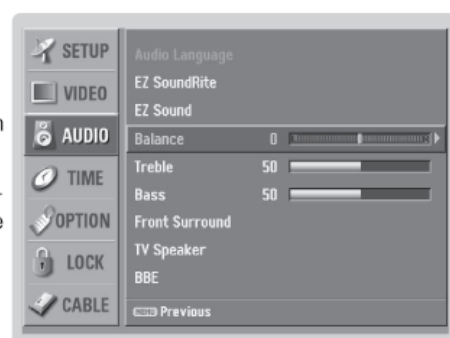 SETUP
VIDEO
AUDIO
TIME
OPTION
LOCK
CABLE
Audio Language
EZ SoundRite
EZ Sound
Balance 0
Treble 50
Bass 50
Front Surround
TV Speaker
BBE
MENU Previous